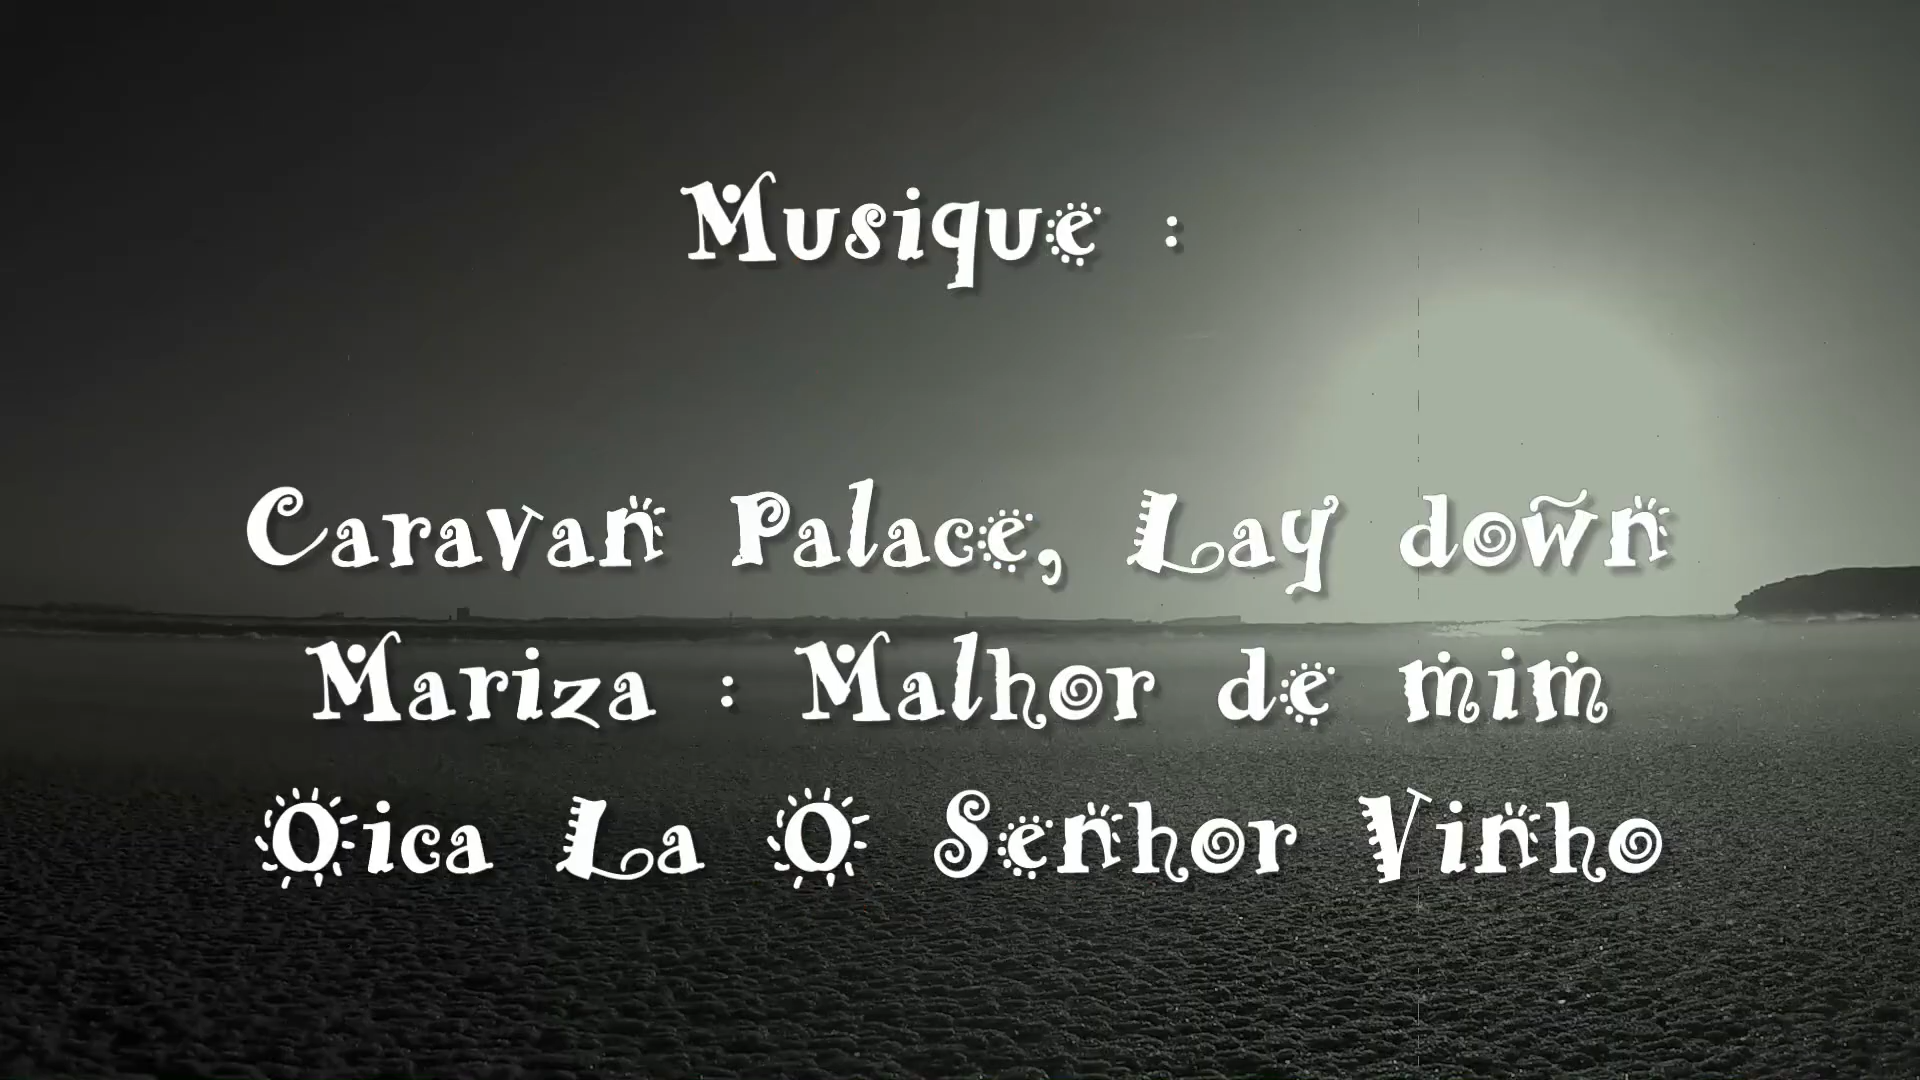 Musique :
Caravan Palace, Lay down
Mariza : Malhor de mim
Oica La O Senhor Vinho